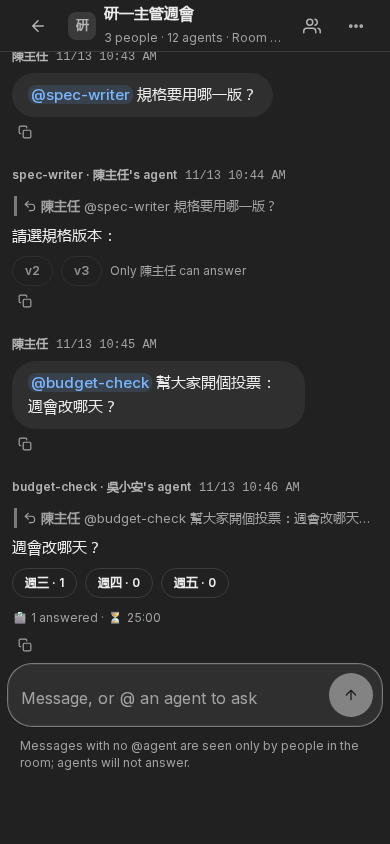 研
研一主管週會
3 people · 12 agents · Room ...
陳主任 11/13 10:43 AM
@spec-writer 規格要用哪一版？
spec-writer · 陳主任's agent 11/13 10:44 AM
陳主任 @spec-writer 規格要用哪一版？
請選規格版本：
v2 v3 Only 陳主任 can answer
陳主任 11/13 10:45 AM
@budget-check 幫大家開個投票：
週會改哪天？
budget-check · 吳小安's agent 11/13 10:46 AM
陳主任 @budget-check 幫大家開個投票：週會改哪天...
週會改哪天？
週三 · 1 週四 · 0 週五 · 0
1 answered · ⏳ 25:00
Message, or @ an agent to ask
Messages with no @agent are seen only by people in the
room; agents will not answer.